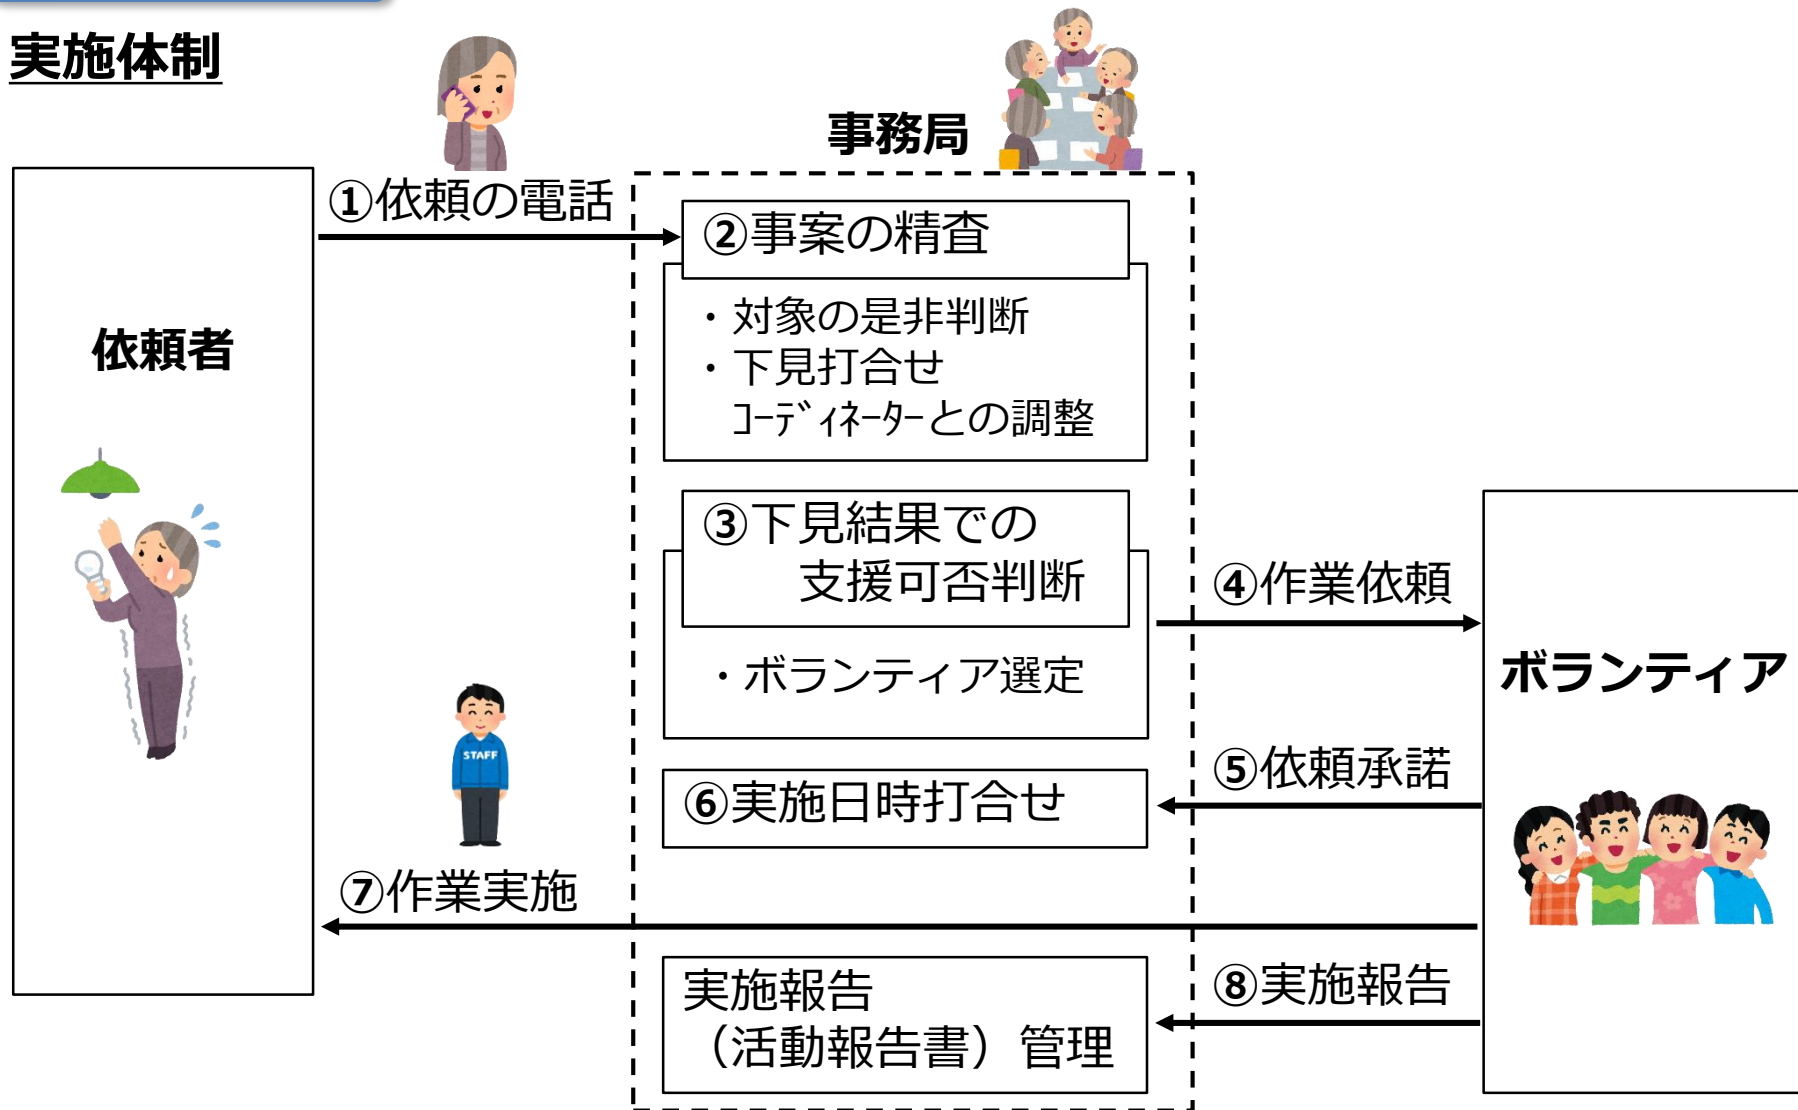 実施体制
事務局
①依頼の電話
②事案の精査
・対象の是非判断
・下見打合せ
ｺｰﾃﾞｨﾈｰﾀｰとの調整
依頼者
③下見結果での
支援可否判断
・ボランティア選定
④作業依頼
ボランティア
STAFF
⑤依頼承諾
⑥実施日時打合せ
⑦作業実施
⑧実施報告
実施報告
（活動報告書）管理